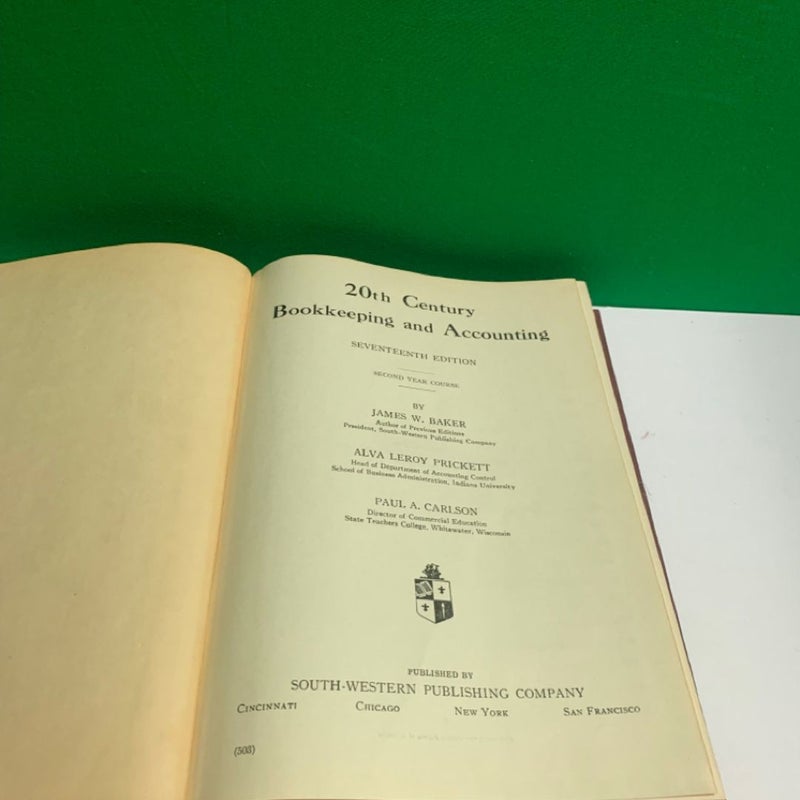 20th Century
Bookkeeping and Accounting
SEVENTEENTH EDITION
SECOND YEAR COURSE
BY
JAMES W. BAKER
Author of Previous Editions
President, South-Western Publishing Company
ALVA LEROY PRICKETT
Head of Department of Accounting Control
School of Business Administration, Indiana University
PAUL A. CARLSON
Director of Commercial Education
State Teachers College, Whitewater, Wisconsin
PUBLISHED BY
SOUTH-WESTERN PUBLISHING COMPANY
CINCINNATI CHICAGO NEW YORK SAN FRANCISCO
(503)